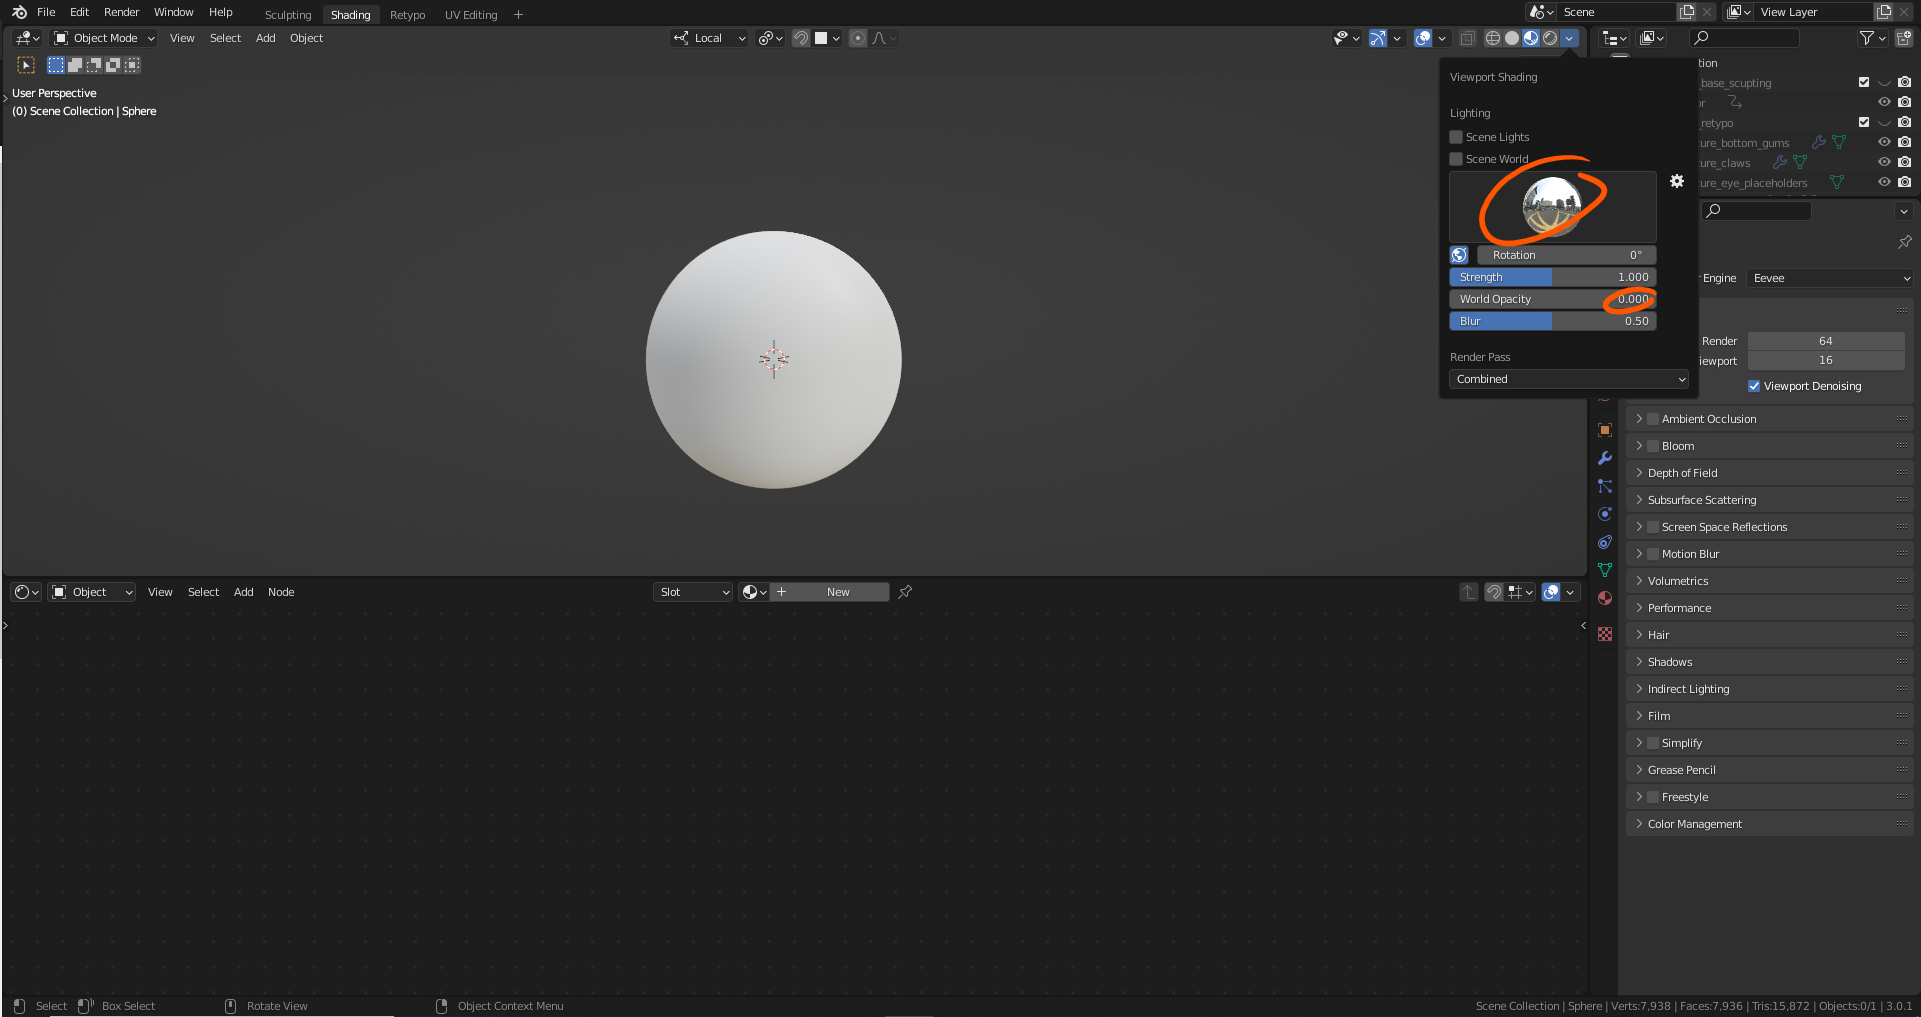 File Edit Render Window Help Sculpting Shading Retypo UV Editing + Scene View Layer
Object Mode View Select Add Object Local
User Perspective
(0) Scene Collection | Sphere
Viewport Shading
Lighting
Scene Lights
Scene World
Rotation 0°
Strength 1.000
World Opacity 0.000
Blur 0.50
Render Pass
Combined
tion
_base_scupting
or
_retypo
ture_bottom_gums
ture_claws
ture_eye_placeholders
Engine Eevee
Render 64
iewport 16
Viewport Denoising
Ambient Occlusion
Bloom
Depth of Field
Subsurface Scattering
Screen Space Reflections
Motion Blur
Volumetrics
Performance
Hair
Shadows
Indirect Lighting
Film
Simplify
Grease Pencil
Freestyle
Color Management
Object View Select Add Node Slot New
Select Box Select Rotate View Object Context Menu
Scene Collection | Sphere | Verts:7,938 | Faces:7,936 | Tris:15,872 | Objects:0/1 | 3.0.1